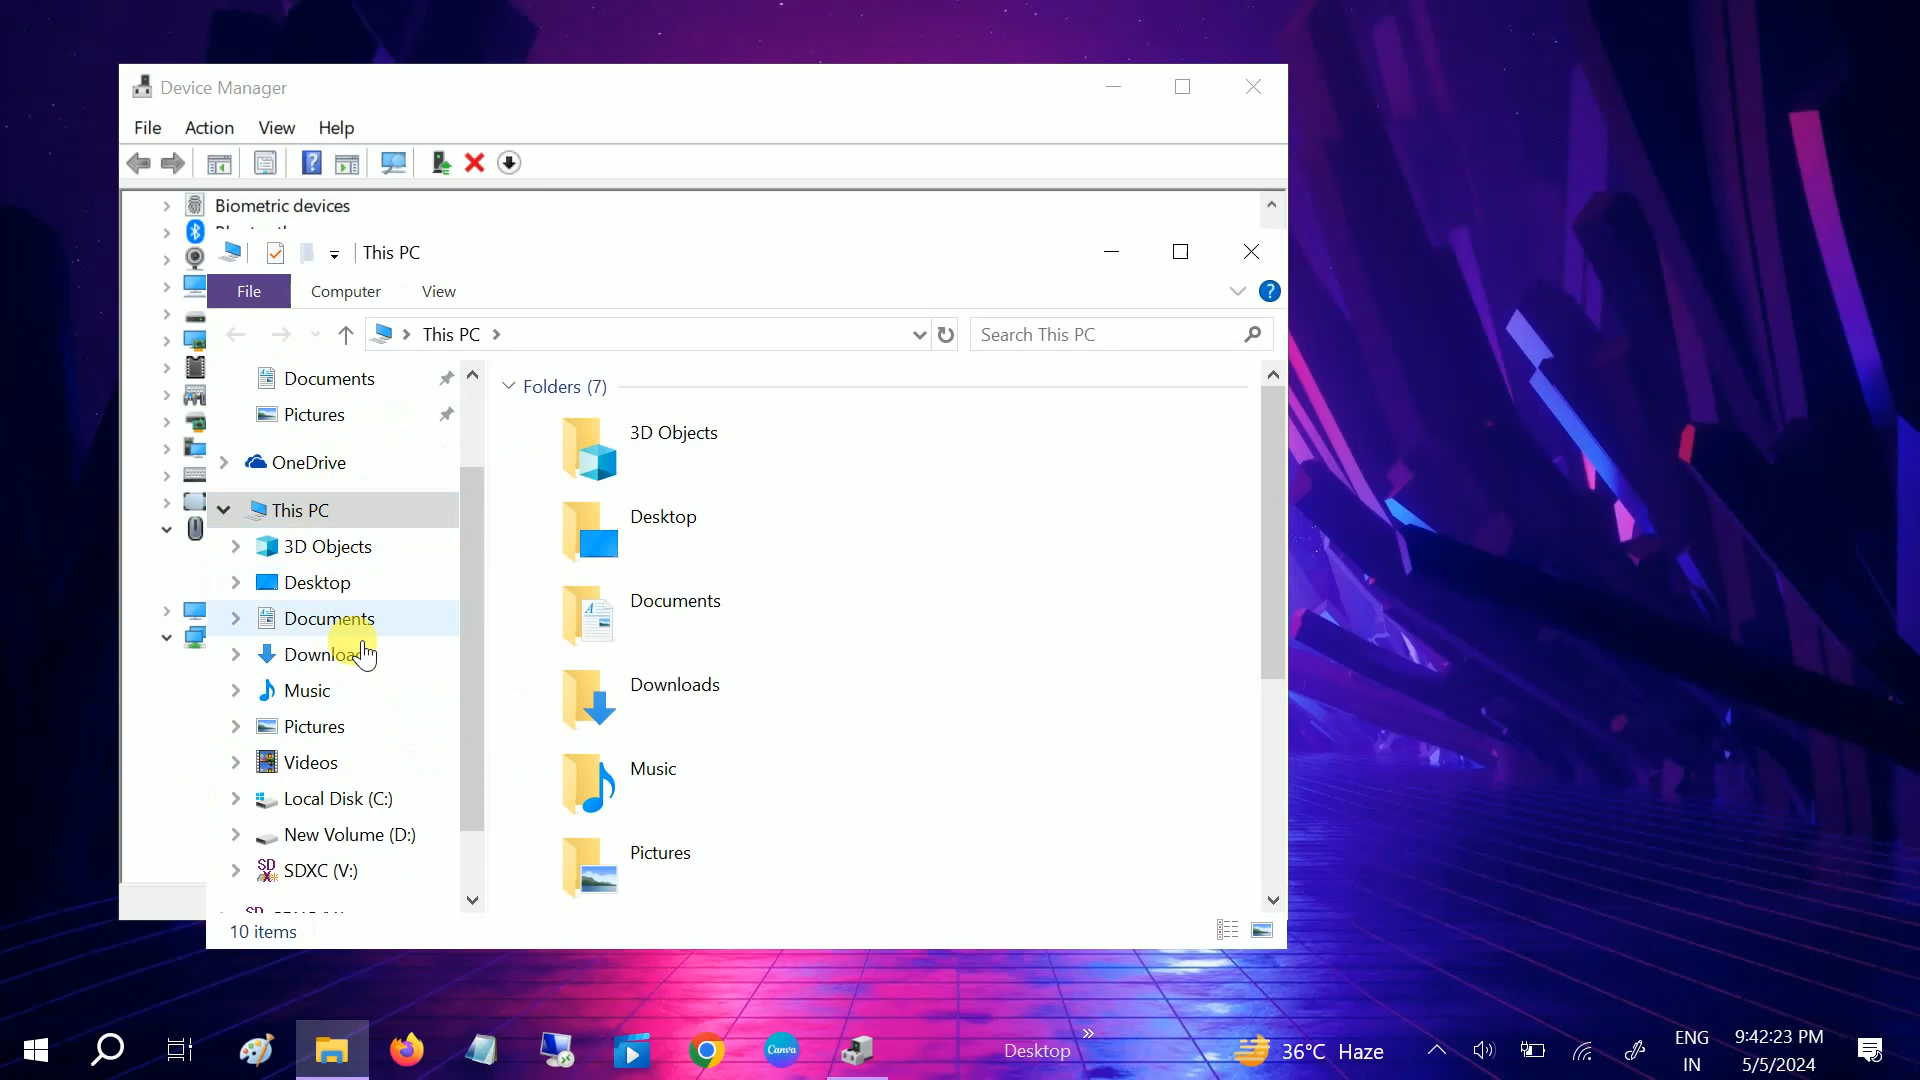 Device Manager
File Action View Help
Biometric devices
This PC
File Computer View
This PC
Search This PC
Documents
Pictures
OneDrive
This PC
3D Objects
Desktop
Documents
Music
Pictures
Videos
Local Disk (C:)
New Volume (D:)
SDXC (V:)
Folders (7)
3D Objects
Desktop
Documents
Downloads
Music
Pictures
10 items
Canva
Desktop
36°C Haze
ENG
IN
9:42:23 PM
5/5/2024